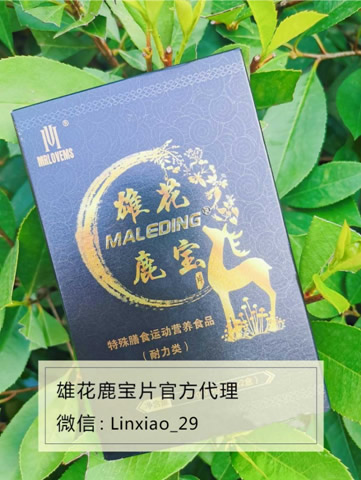 MRLOVEMS®
雄花
MALEDING
鹿宝
特殊膳食运动营养食品
(耐力类)
雄花鹿宝片官方代理
微信: Linxiao_29